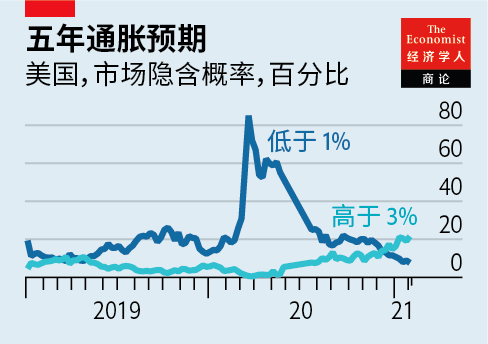 五年通胀预期
美国，市场隐含概率，百分比
The
Economist
经济学人
商论
80
低于 1%
60
40
高于 3%
20
0
2019
20
21